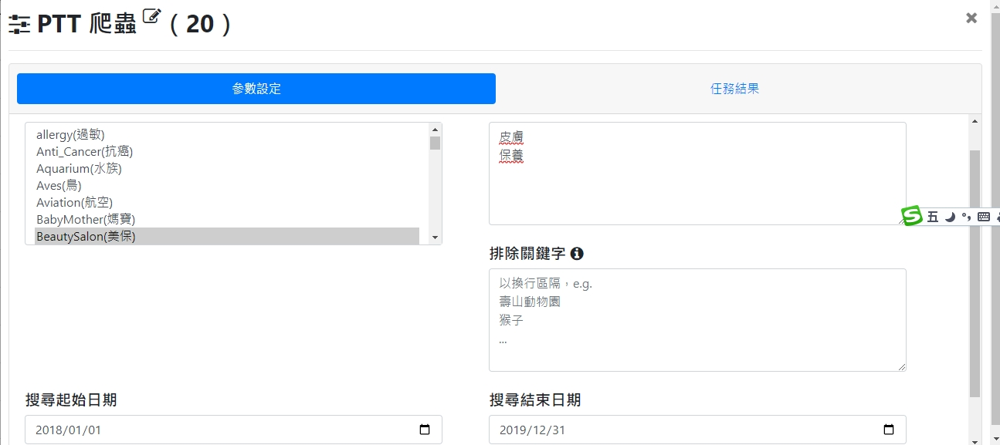 PTT 爬蟲 ( 20 )
參數設定
任務結果
allergy(過敏)
Anti_Cancer(抗癌)
Aquarium(水族)
Aves(鳥)
Aviation(航空)
BabyMother(媽寶)
BeautySalon(美保)
皮膚
保養
排除關鍵字
以換行區隔，e.g.
壽山動物園
猴子
...
搜尋起始日期
2018/01/01
搜尋結束日期
2019/12/31
五